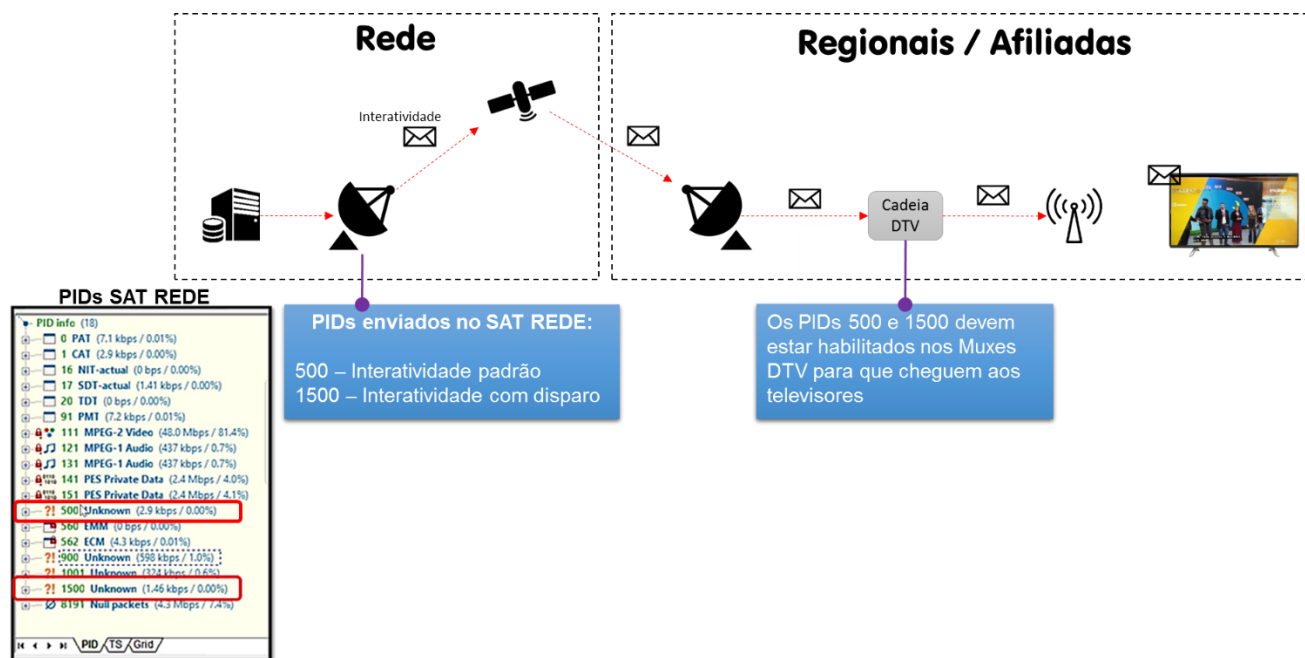 Rede
Regionais / Afiliadas
Interatividade
Cadeia
DTV
PIDs SAT REDE
PID info (18)
0 PAT (7.1 kbps / 0.01%)
1 CAT (2.9 kbps / 0.00%)
16 NIT-actual (0 bps / 0.00%)
17 SDT-actual (1.41 kbps / 0.00%)
20 TDT (0 bps / 0.00%)
91 PMT (7.2 kbps / 0.01%)
111 MPEG-2 Video (48.0 Mbps / 81.4%)
121 MPEG-1 Audio (437 kbps / 0.7%)
131 MPEG-1 Audio (437 kbps / 0.7%)
141 PES Private Data (2.4 Mbps / 4.0%)
151 PES Private Data (2.4 Mbps / 4.1%)
?! 500 Unknown (2.9 kbps / 0.00%)
560 EMM (0 bps / 0.00%)
562 ECM (4.3 kbps / 0.01%)
?! 900 Unknown (598 kbps / 1.0%)
?! 1001 Unknown (324 kbps / 0.6%)
?! 1500 Unknown (1.46 kbps / 0.00%)
8191 Null packets (4.3 Mbps / 7.4%)
PID TS Grid
PIDs enviados no SAT REDE:
500 – Interatividade padrão
1500 – Interatividade com disparo
Os PIDs 500 e 1500 devem
estar habilitados nos Muxes
DTV para que cheguem aos
televisores